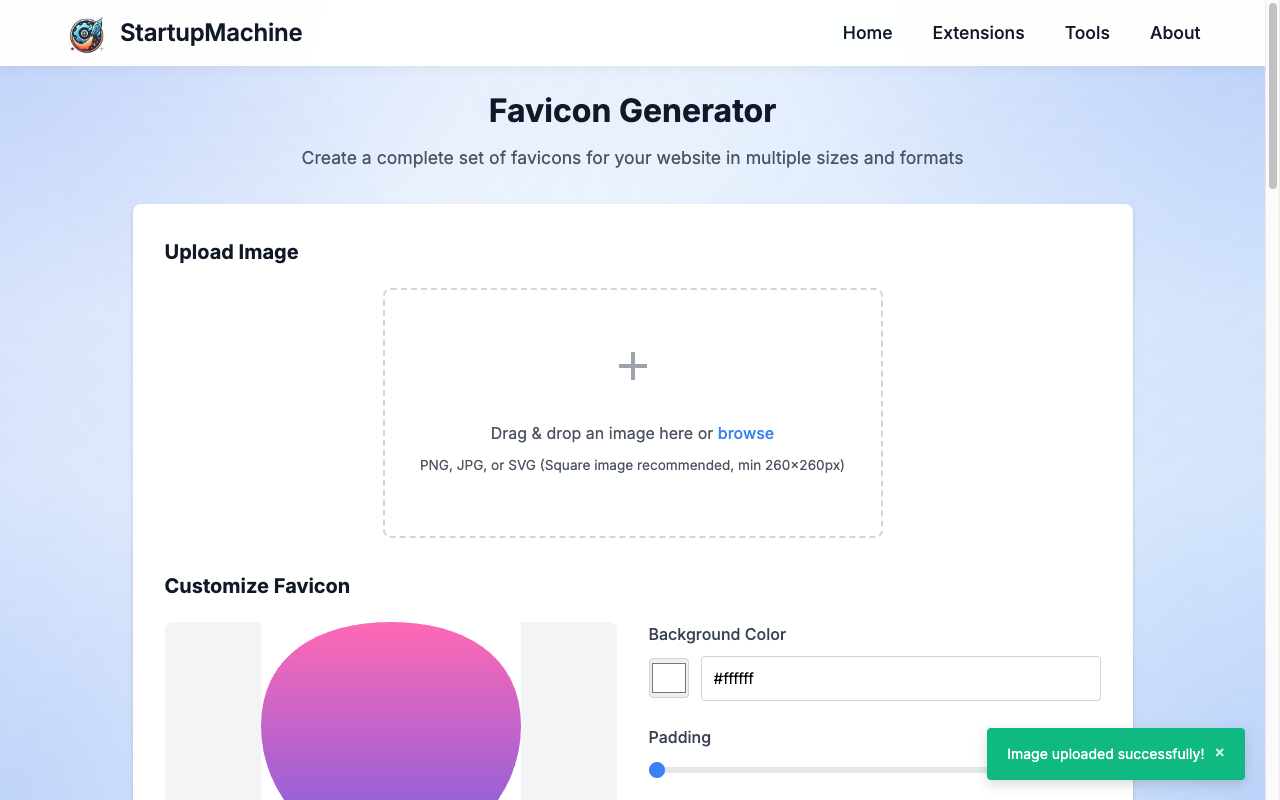 StartupMachine
Home Extensions Tools About
Favicon Generator
Create a complete set of favicons for your website in multiple sizes and formats
Upload Image
Drag & drop an image here or browse
PNG, JPG, or SVG (Square image recommended, min 260×260px)
Customize Favicon
Background Color
#ffffff
Padding
Image uploaded successfully! ×